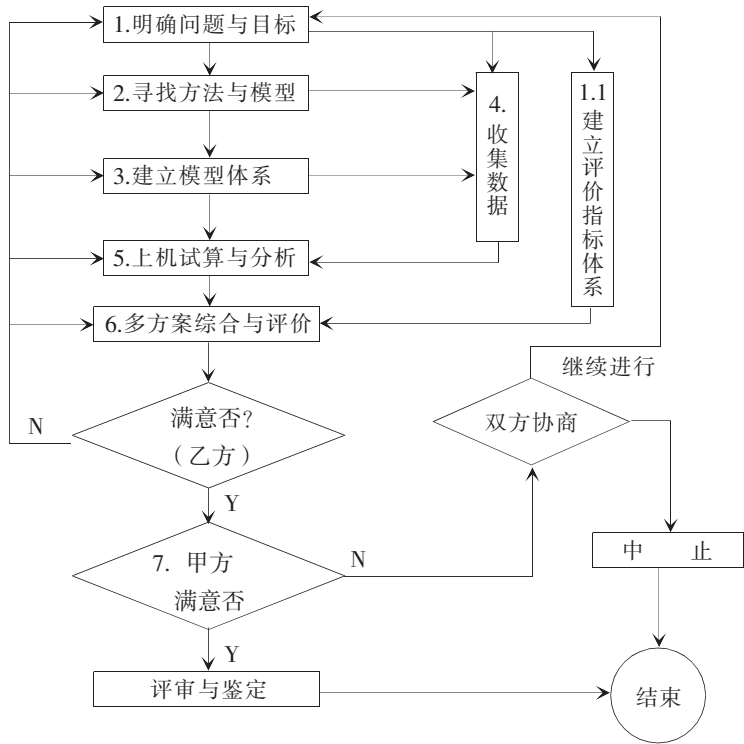 1.明确问题与目标
2.寻找方法与模型
4.收集数据
1.1建立评价指标体系
3.建立模型体系
5.上机试算与分析
6.多方案综合与评价
继续进行
满意否?
(乙方)
N
双方协商
Y
7. 甲方
满意否
N
中 止
Y
评审与鉴定
结束